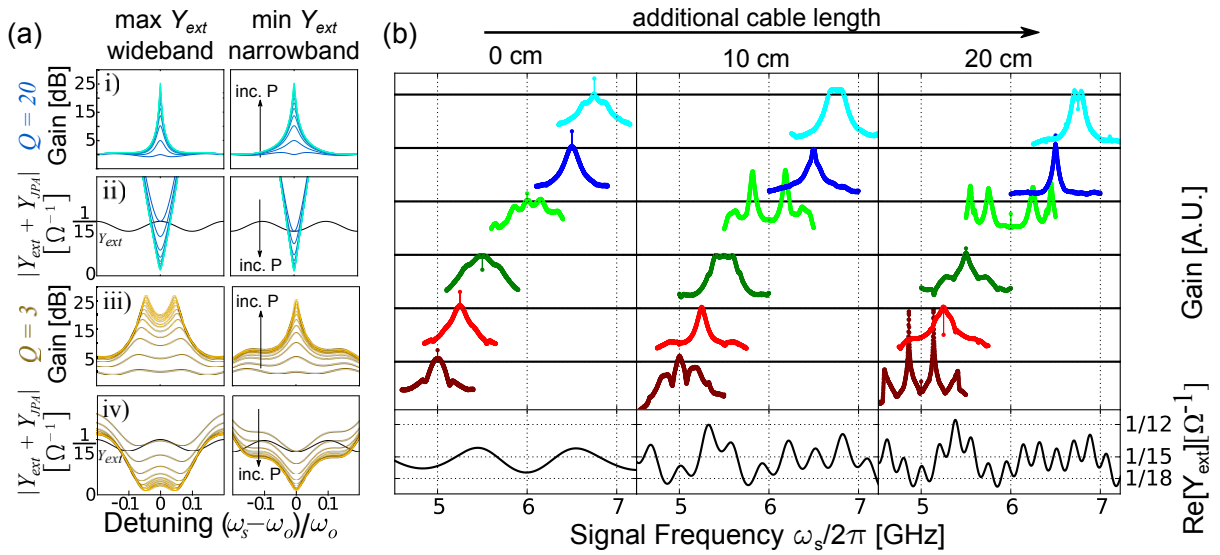 (a)
max Y_ext
wideband
min Y_ext
narrowband
Q = 20
Gain [dB]
25
15
5
i)
inc. P
|Y_ext + Y_JPA|
[Ω⁻¹]
1/15
0
ii)
Y_ext
inc. P
Q = 3
Gain [dB]
25
15
5
iii)
inc. P
|Y_ext + Y_JPA|
[Ω⁻¹]
1/15
0
iv)
Y_ext
inc. P
-0.1 0 0.1
-0.1 0 0.1
Detuning (ω_s−ω_o)/ω_o
(b)
additional cable length
0 cm 10 cm 20 cm
Gain [A.U.]
1/12
1/15
1/18
Re[Y_ext][Ω⁻¹]
5 6 7 5 6 7 5 6 7
Signal Frequency ω_s/2π [GHz]